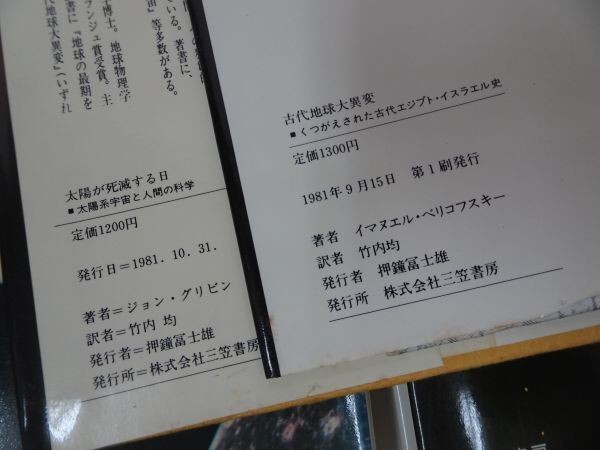 宙」等多数がある。
いる。著書に、
博士。地球物理学
ンジュ賞受賞。主
書に『地球の最期を
代地球大異変』(いずれ
太陽が死滅する日
■太陽系宇宙と人間の科学
定価1200円
発行日＝1981.10.31.
著者＝ジョン・グリビン
訳者＝竹内 均
発行者＝押鐘冨士雄
発行所＝株式会社三笠書房
古代地球大異変
■くつがえされた古代エジプト・イスラエル史
定価1300円
1981年9月15日 第1刷発行
著者 イマヌエル・ベリコフスキー
訳者 竹内均
発行者 押鐘冨士雄
発行所 株式会社三笠書房